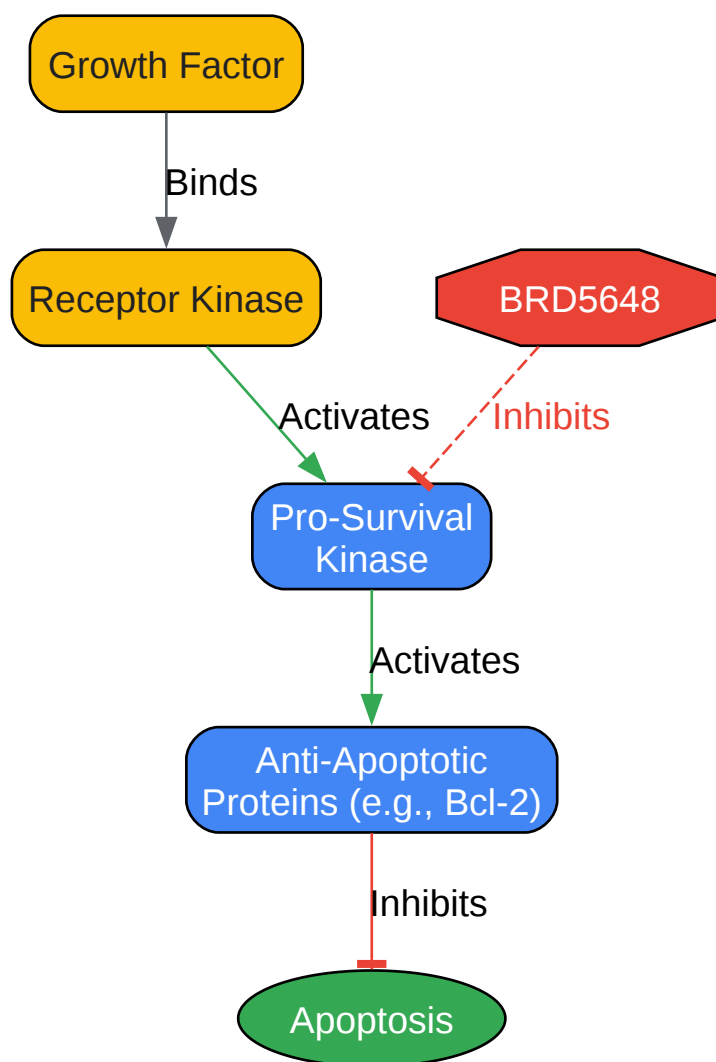 Growth Factor
Binds
Receptor Kinase
BRD5648
Activates
Inhibits
Pro-Survival
Kinase
Activates
Anti-Apoptotic
Proteins (e.g., Bcl-2)
Inhibits
Apoptosis